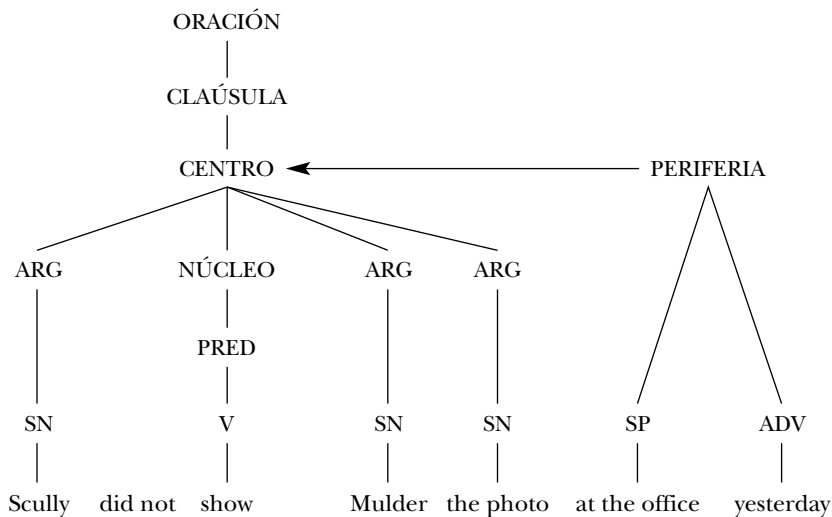 ORACIÓN
CLAÚSULA
CENTRO PERIFERIA
ARG NÚCLEO ARG ARG
PRED
SN V SN SN SP ADV
Scully did not show Mulder the photo at the office yesterday